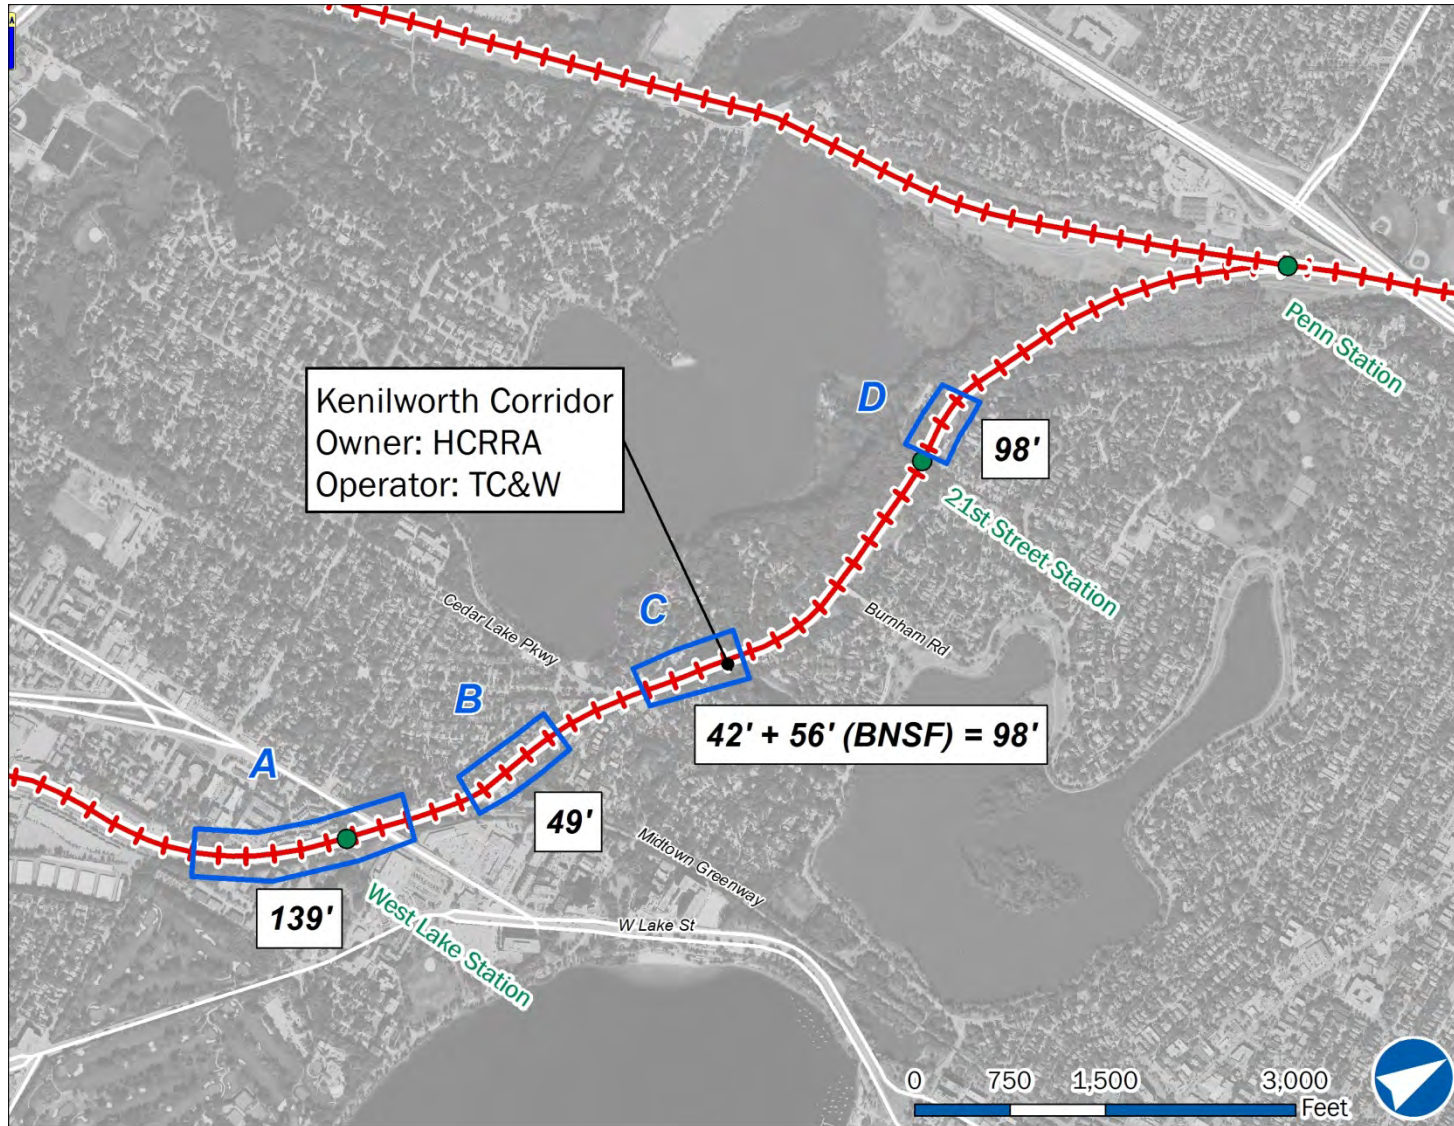 Penn Station
Kenilworth Corridor
Owner: HCRRA
Operator: TC&W
D
98'
21st Street Station
Cedar Lake Pkwy
C
Burnham Rd
B
42' + 56' (BNSF) = 98'
A
49'
Midtown Greenway
139'
West Lake Station
W Lake St
0 750 1,500 3,000
Feet